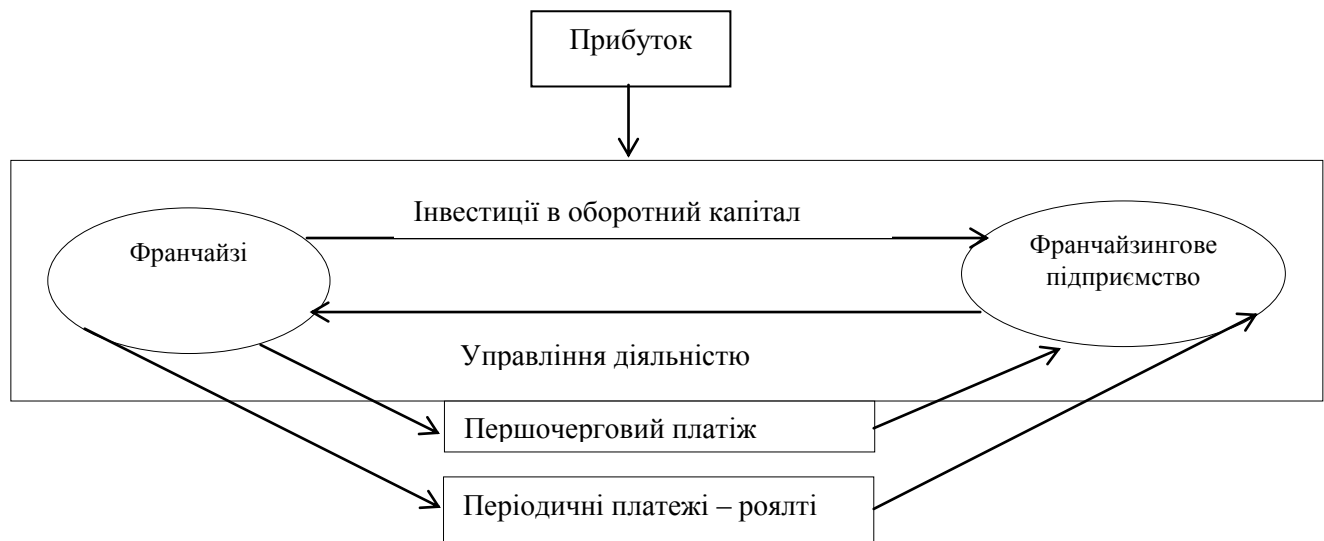 Прибуток
Інвестиції в оборотний капітал
Франчайзі
Франчайзингове
підприємство
Управління діяльністю
Першочерговий платіж
Періодичні платежі – роялті